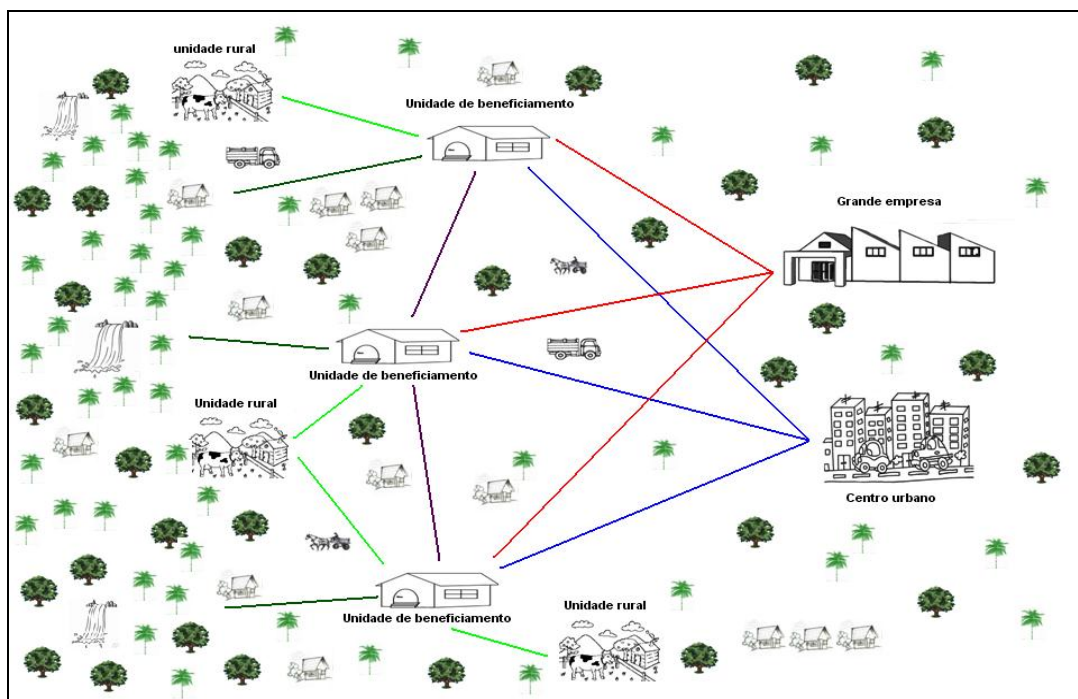 unidade rural
Unidade de beneficiamento
Grande empresa
Unidade de beneficiamento
Unidade rural
Centro urbano
Unidade rural
Unidade de beneficiamento